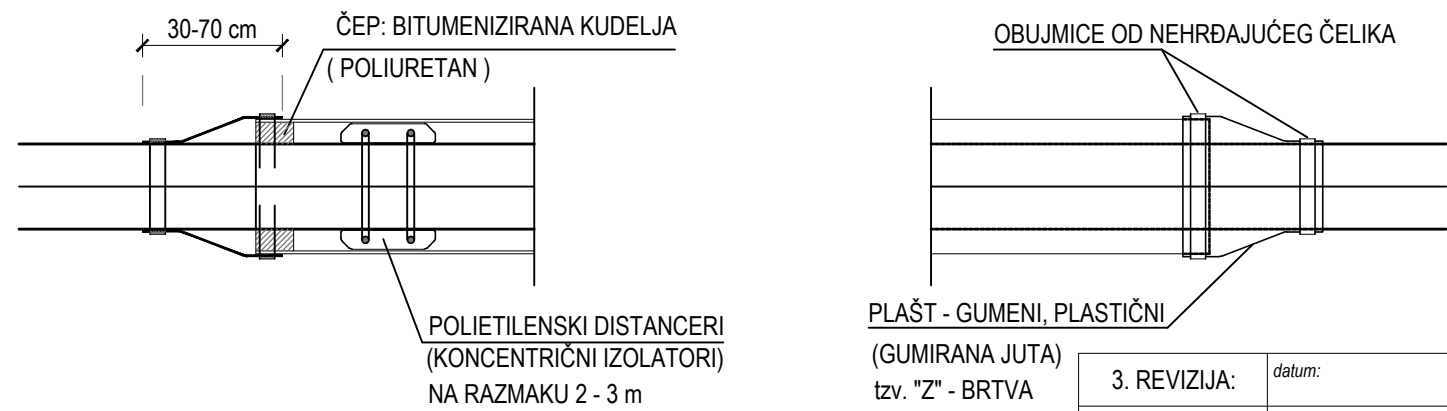 30-70 cm
ČEP: BITUMENIZIRANA KUDELJA
( POLIURETAN )
POLIETILENSKI DISTANCERI
(KONCENTRIČNI IZOLATORI)
NA RAZMAKU 2 - 3 m
OBUJMICE OD NEHRĐAJUĆEG ČELIKA
PLAŠT - GUMENI, PLASTIČNI
(GUMIRANA JUTA)
tzv. "Z" - BRTVA
3. REVIZIJA:
datum: